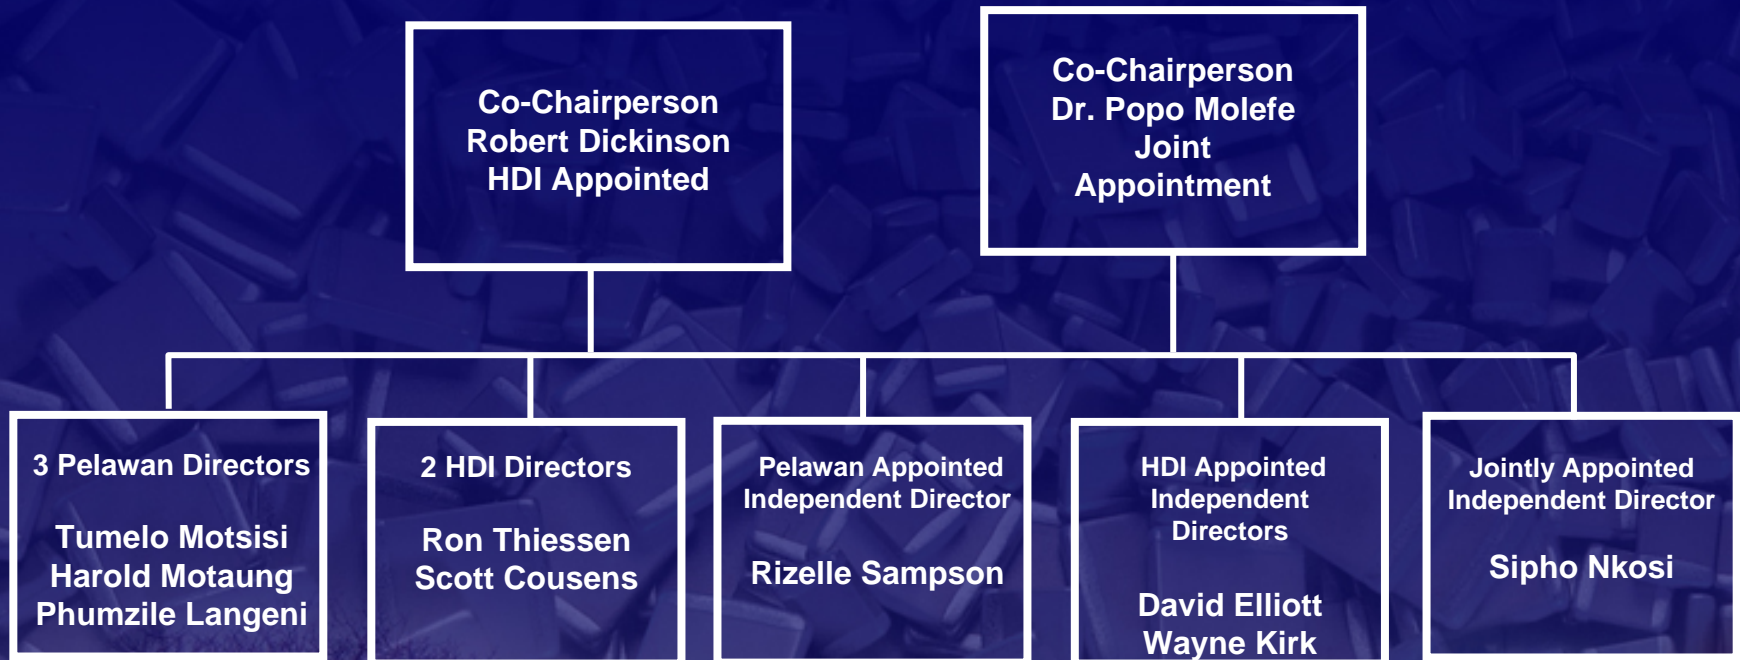 Co-Chairperson
Robert Dickinson
HDI Appointed
Co-Chairperson
Dr. Popo Molefe
Joint
Appointment
3 Pelawan Directors
Tumelo Motsisi
Harold Motaung
Phumzile Langeni
2 HDI Directors
Ron Thiessen
Scott Cousens
Pelawan Appointed
Independent Director
Rizelle Sampson
HDI Appointed
Independent
Directors
David Elliott
Wayne Kirk
Jointly Appointed
Independent Director
Sipho Nkosi